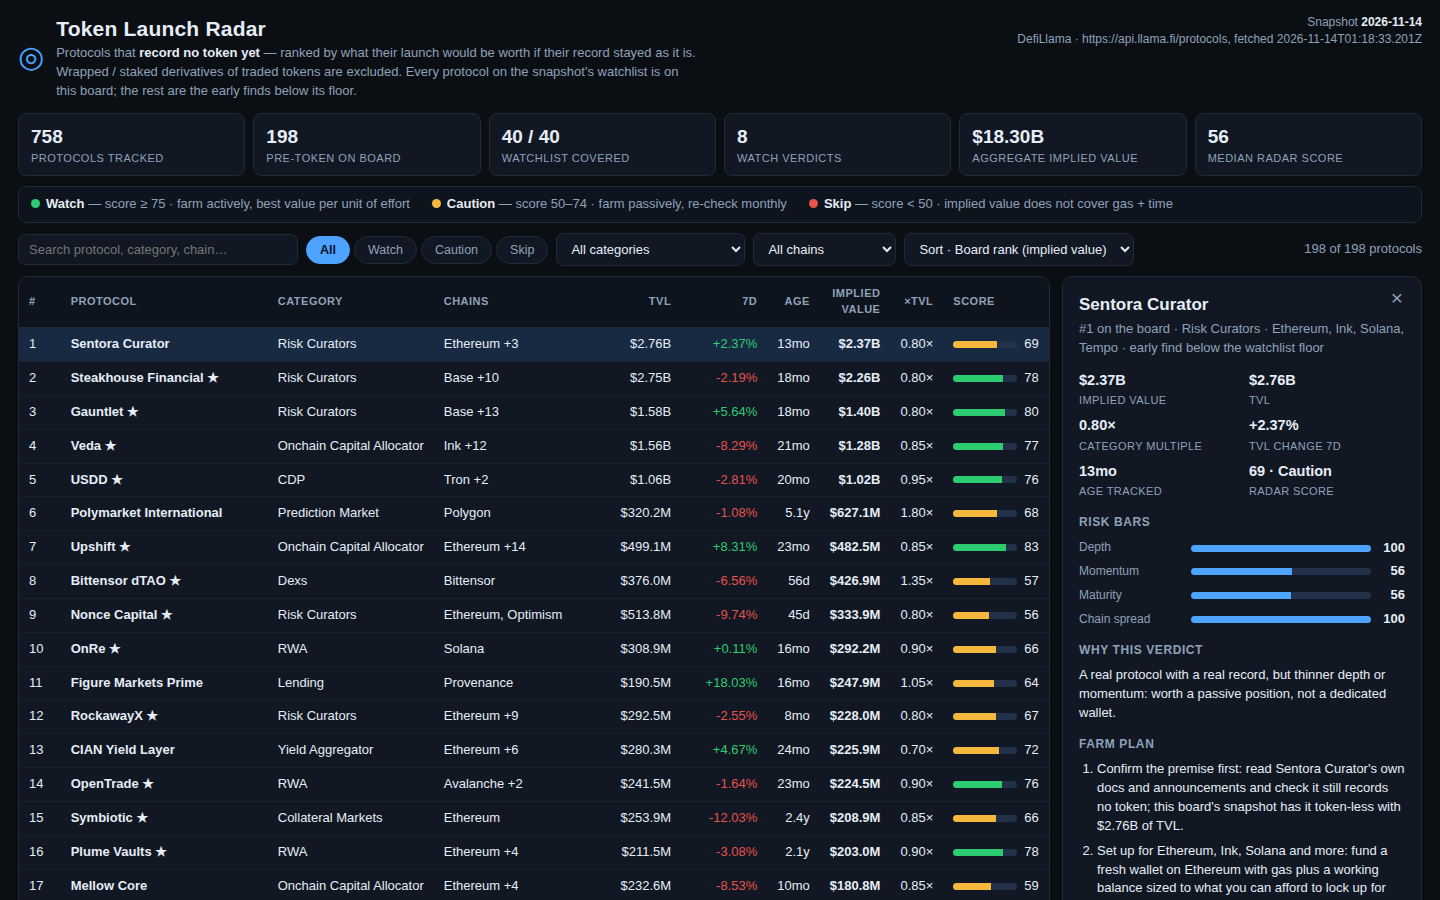 Token Launch Radar
Protocols that record no token yet — ranked by what their launch would be worth if their record stayed as it is.
Wrapped / staked derivatives of traded tokens are excluded. Every protocol on the snapshot's watchlist is on
this board; the rest are the early finds below its floor.
Snapshot 2026-11-14
DefiLlama · https://api.llama.fi/protocols, fetched 2026-11-14T01:18:33.201Z
758
PROTOCOLS TRACKED
198
PRE-TOKEN ON BOARD
40 / 40
WATCHLIST COVERED
8
WATCH VERDICTS
$18.30B
AGGREGATE IMPLIED VALUE
56
MEDIAN RADAR SCORE
Watch — score ≥ 75 · farm actively, best value per unit of effort
Caution — score 50–74 · farm passively, re-check monthly
Skip — score < 50 · implied value does not cover gas + time
Search protocol, category, chain…
All
Watch
Caution
Skip
All categories
All chains
Sort · Board rank (implied value)
198 of 198 protocols
# PROTOCOL CATEGORY CHAINS TVL 7D AGE IMPLIED VALUE ×TVL SCORE
1 Sentora Curator Risk Curators Ethereum +3 $2.76B +2.37% 13mo $2.37B 0.80× 69
2 Steakhouse Financial ★ Risk Curators Base +10 $2.75B -2.19% 18mo $2.26B 0.80× 78
3 Gauntlet ★ Risk Curators Base +13 $1.58B +5.64% 18mo $1.40B 0.80× 80
4 Veda ★ Onchain Capital Allocator Ink +12 $1.56B -8.29% 21mo $1.28B 0.85× 77
5 USDD ★ CDP Tron +2 $1.06B -2.81% 20mo $1.02B 0.95× 76
6 Polymarket International Prediction Market Polygon $320.2M -1.08% 5.1y $627.1M 1.80× 68
7 Upshift ★ Onchain Capital Allocator Ethereum +14 $499.1M +8.31% 23mo $482.5M 0.85× 83
8 Bittensor dTAO ★ Dexs Bittensor $376.0M -6.56% 56d $426.9M 1.35× 57
9 Nonce Capital ★ Risk Curators Ethereum, Optimism $513.8M -9.74% 45d $333.9M 0.80× 56
10 OnRe ★ RWA Solana $308.9M +0.11% 16mo $292.2M 0.90× 66
11 Figure Markets Prime Lending Provenance $190.5M +18.03% 16mo $247.9M 1.05× 64
12 RockawayX ★ Risk Curators Ethereum +9 $292.5M -2.55% 8mo $228.0M 0.80× 67
13 CIAN Yield Layer Yield Aggregator Ethereum +6 $280.3M +4.67% 24mo $225.9M 0.70× 72
14 OpenTrade ★ RWA Avalanche +2 $241.5M -1.64% 23mo $224.5M 0.90× 76
15 Symbiotic ★ Collateral Markets Ethereum $253.9M -12.03% 2.4y $208.9M 0.85× 66
16 Plume Vaults ★ RWA Ethereum +4 $211.5M -3.08% 2.1y $203.0M 0.90× 78
17 Mellow Core Onchain Capital Allocator Ethereum +4 $232.6M -8.53% 10mo $180.8M 0.85× 59
Sentora Curator
✕
#1 on the board · Risk Curators · Ethereum, Ink, Solana,
Tempo · early find below the watchlist floor
$2.37B
IMPLIED VALUE
$2.76B
TVL
0.80×
CATEGORY MULTIPLE
+2.37%
TVL CHANGE 7D
13mo
AGE TRACKED
69 · Caution
RADAR SCORE
RISK BARS
Depth 100
Momentum 56
Maturity 56
Chain spread 100
WHY THIS VERDICT
A real protocol with a real record, but thinner depth or
momentum: worth a passive position, not a dedicated
wallet.
FARM PLAN
1. Confirm the premise first: read Sentora Curator's own
docs and announcements and check it still records
no token; this board's snapshot has it token-less with
$2.76B of TVL.
2. Set up for Ethereum, Ink, Solana and more: fund a
fresh wallet on Ethereum with gas plus a working
balance sized to what you can afford to lock up for